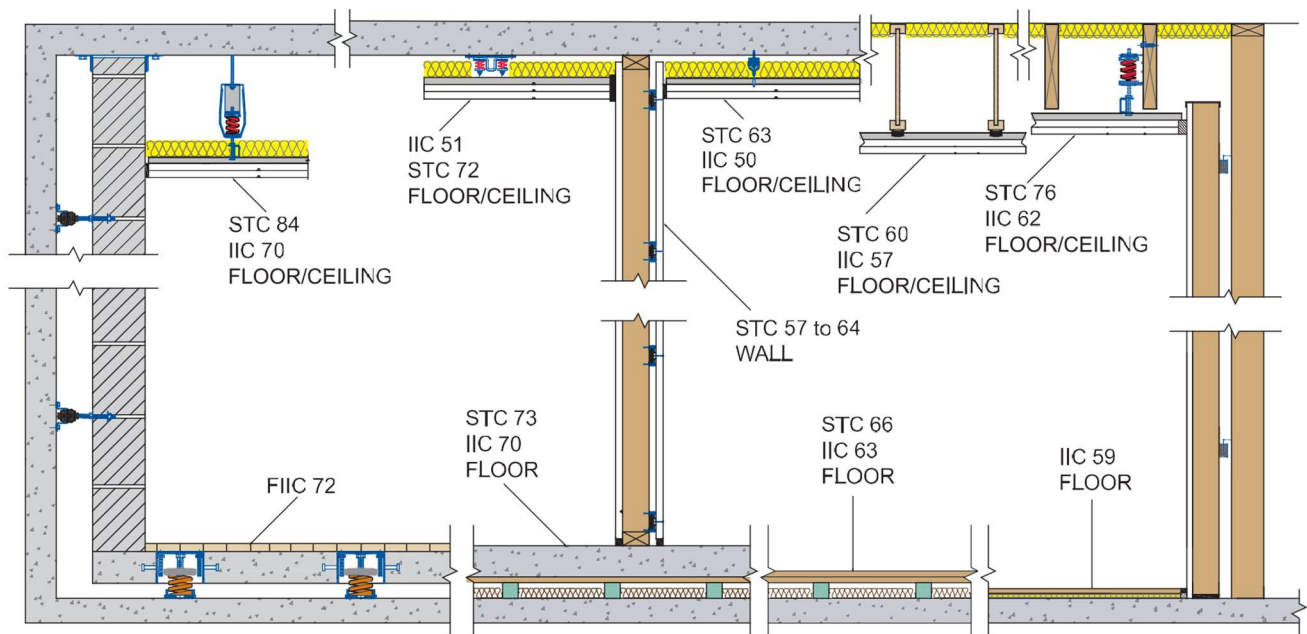 IIC 51
STC 72
FLOOR/CEILING
STC 63
IIC 50
FLOOR/CEILING
STC 84
IIC 70
FLOOR/CEILING
STC 60
IIC 57
FLOOR/CEILING
STC 76
IIC 62
FLOOR/CEILING
STC 57 to 64
WALL
STC 73
IIC 70
FLOOR
STC 66
IIC 63
FLOOR
IIC 59
FLOOR
FIIC 72